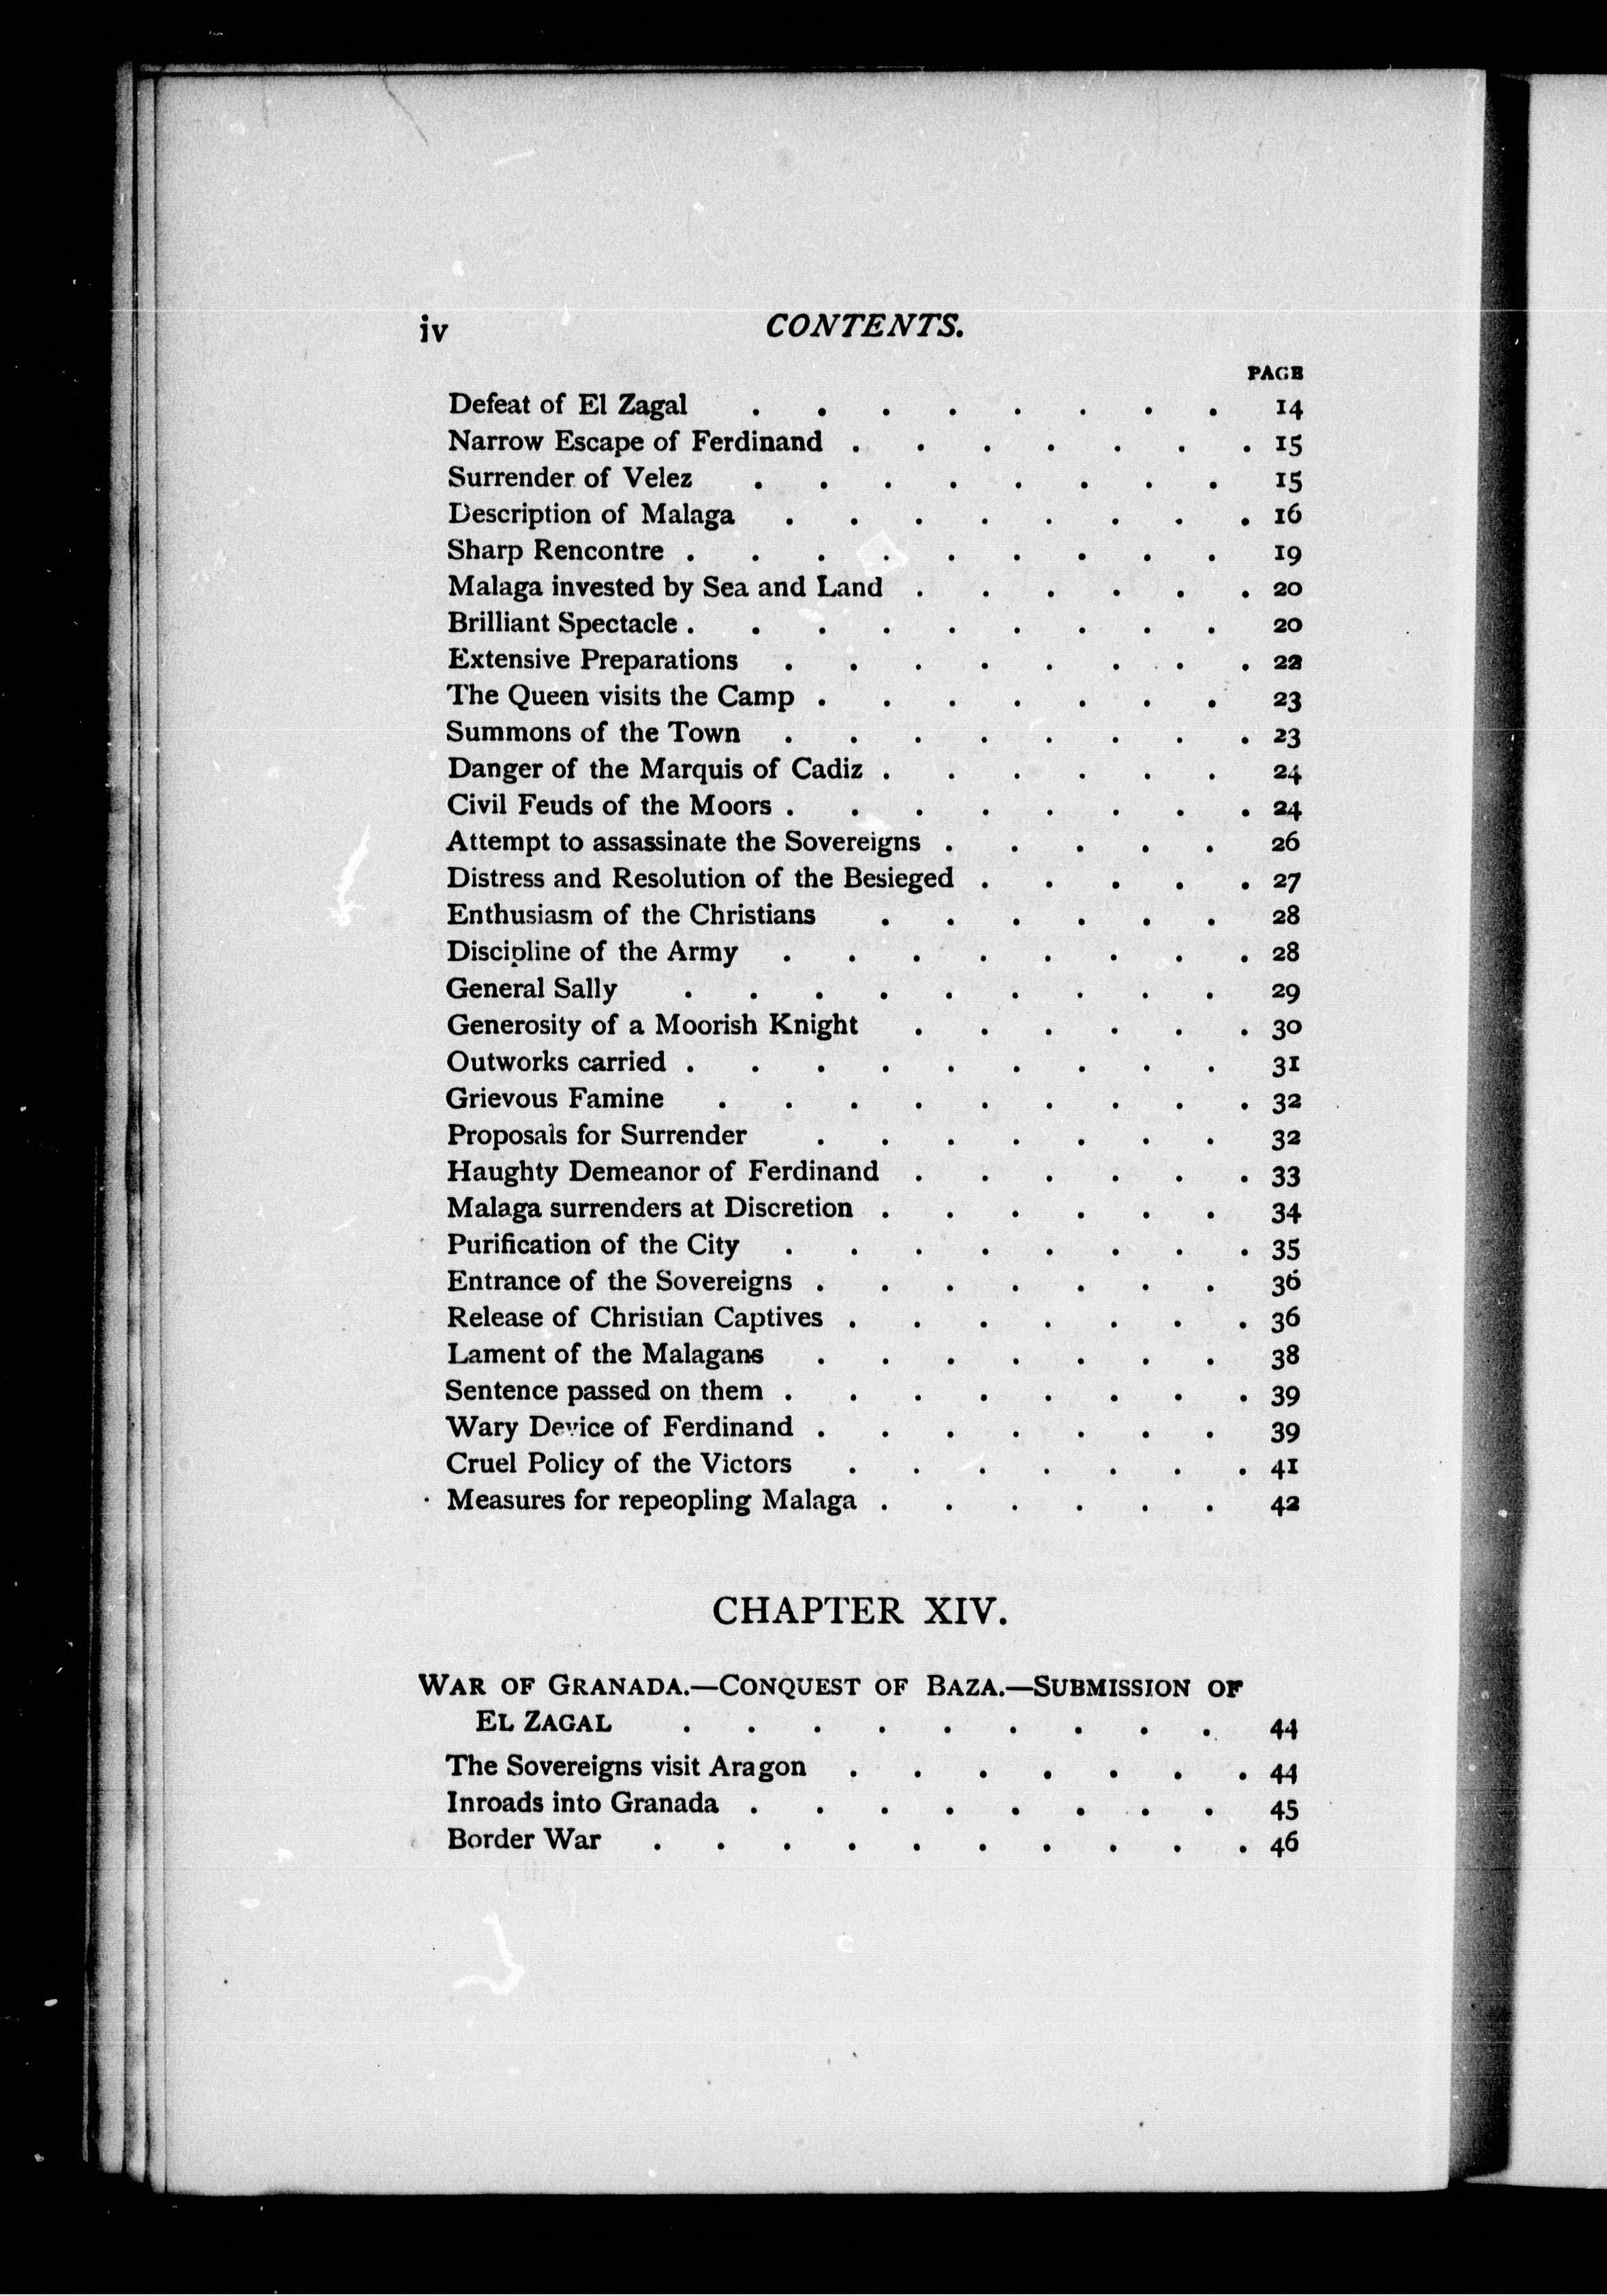 iv CONTENTS.
PAGE
Defeat of El Zagal . . . . . . . . 14
Narrow Escape of Ferdinand . . . . . . . 15
Surrender of Velez . . . . . . . . 15
Description of Malaga . . . . . . . . 16
Sharp Rencontre . . . . . . . . . 19
Malaga invested by Sea and Land . . . . . . 20
Brilliant Spectacle . . . . . . . . . 20
Extensive Preparations . . . . . . . . 22
The Queen visits the Camp . . . . . . . 23
Summons of the Town . . . . . . . . 23
Danger of the Marquis of Cadiz . . . . . . 24
Civil Feuds of the Moors . . . . . . . . 24
Attempt to assassinate the Sovereigns . . . . . 26
Distress and Resolution of the Besieged . . . . . 27
Enthusiasm of the Christians . . . . . . 28
Discipline of the Army . . . . . . . . 28
General Sally . . . . . . . . . 29
Generosity of a Moorish Knight . . . . . . 30
Outworks carried . . . . . . . . . 31
Grievous Famine . . . . . . . . . 32
Proposals for Surrender . . . . . . . 32
Haughty Demeanor of Ferdinand . . . . . . 33
Malaga surrenders at Discretion . . . . . . 34
Purification of the City . . . . . . . . 35
Entrance of the Sovereigns . . . . . . . 36
Release of Christian Captives . . . . . . . 36
Lament of the Malagans . . . . . . . 38
Sentence passed on them . . . . . . . . 39
Wary Device of Ferdinand . . . . . . . 39
Cruel Policy of the Victors . . . . . . . 41
Measures for repeopling Malaga . . . . . . 42
CHAPTER XIV.
WAR OF GRANADA.—CONQUEST OF BAZA.—SUBMISSION OF
EL ZAGAL . . . . . . . . . 44
The Sovereigns visit Aragon . . . . . . . 44
Inroads into Granada . . . . . . . . 45
Border War . . . . . . . . . . 46